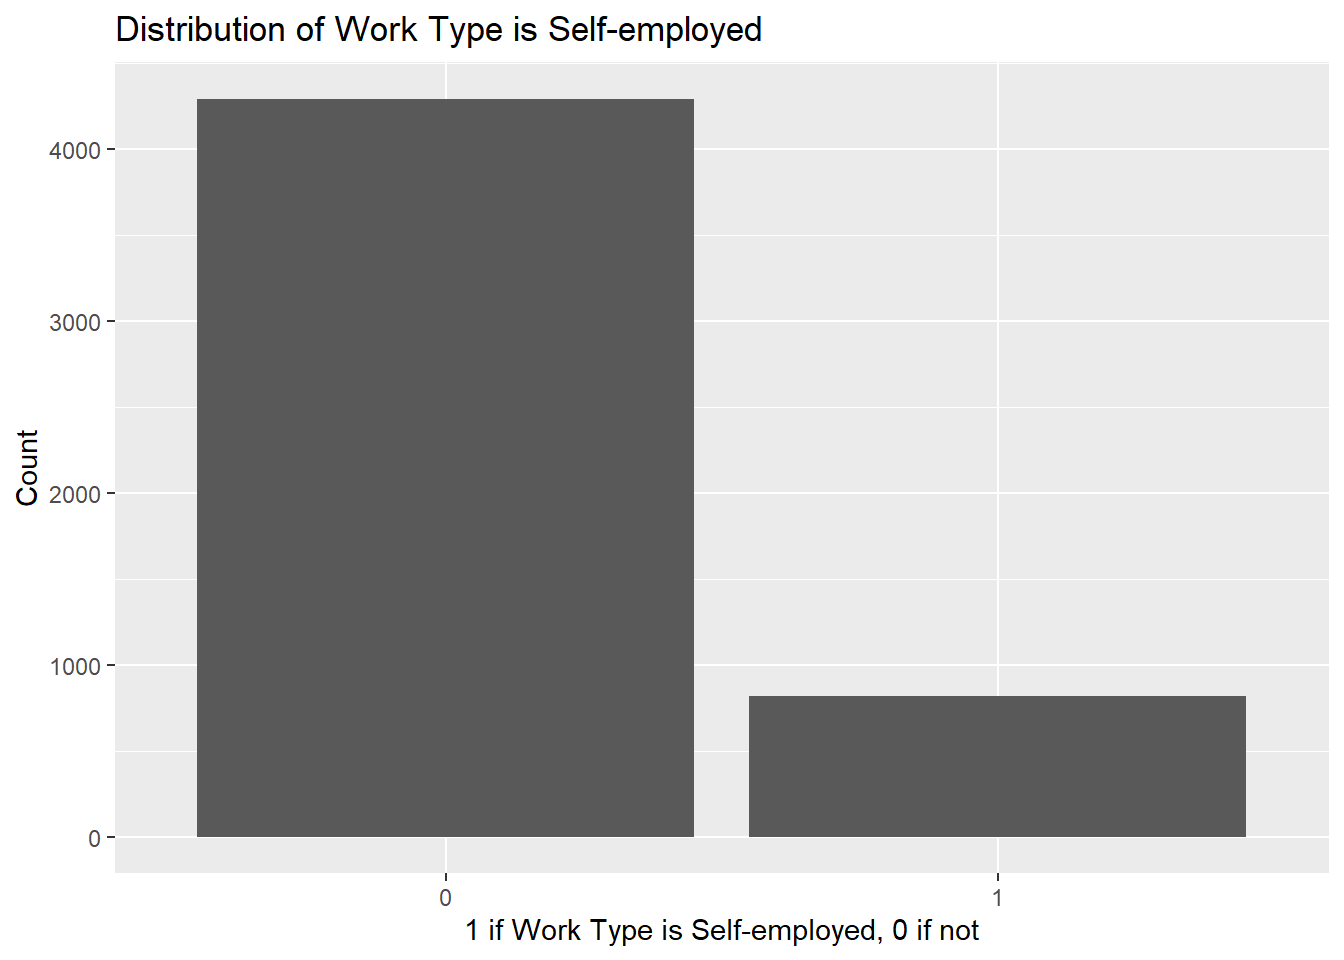 Distribution of Work Type is Self-employed
Count
4000
3000
2000
1000
0
0 1
1 if Work Type is Self-employed, 0 if not